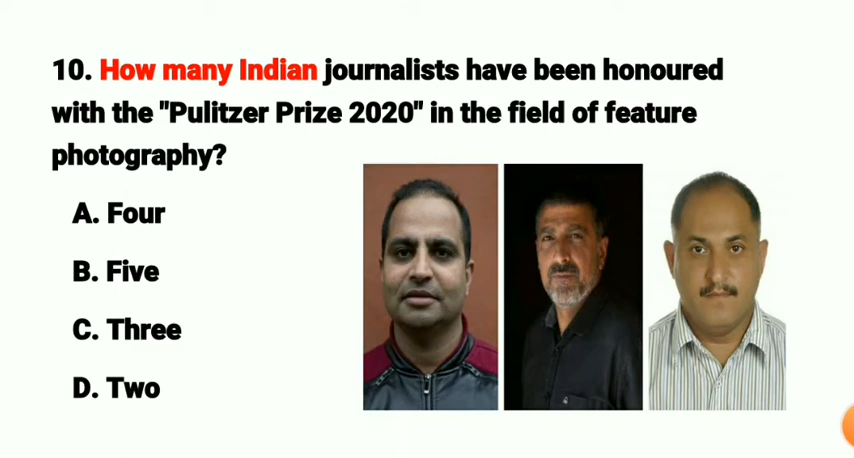 10. How many Indian journalists have been honoured
with the "Pulitzer Prize 2020" in the field of feature
photography?
A. Four
B. Five
C. Three
D. Two